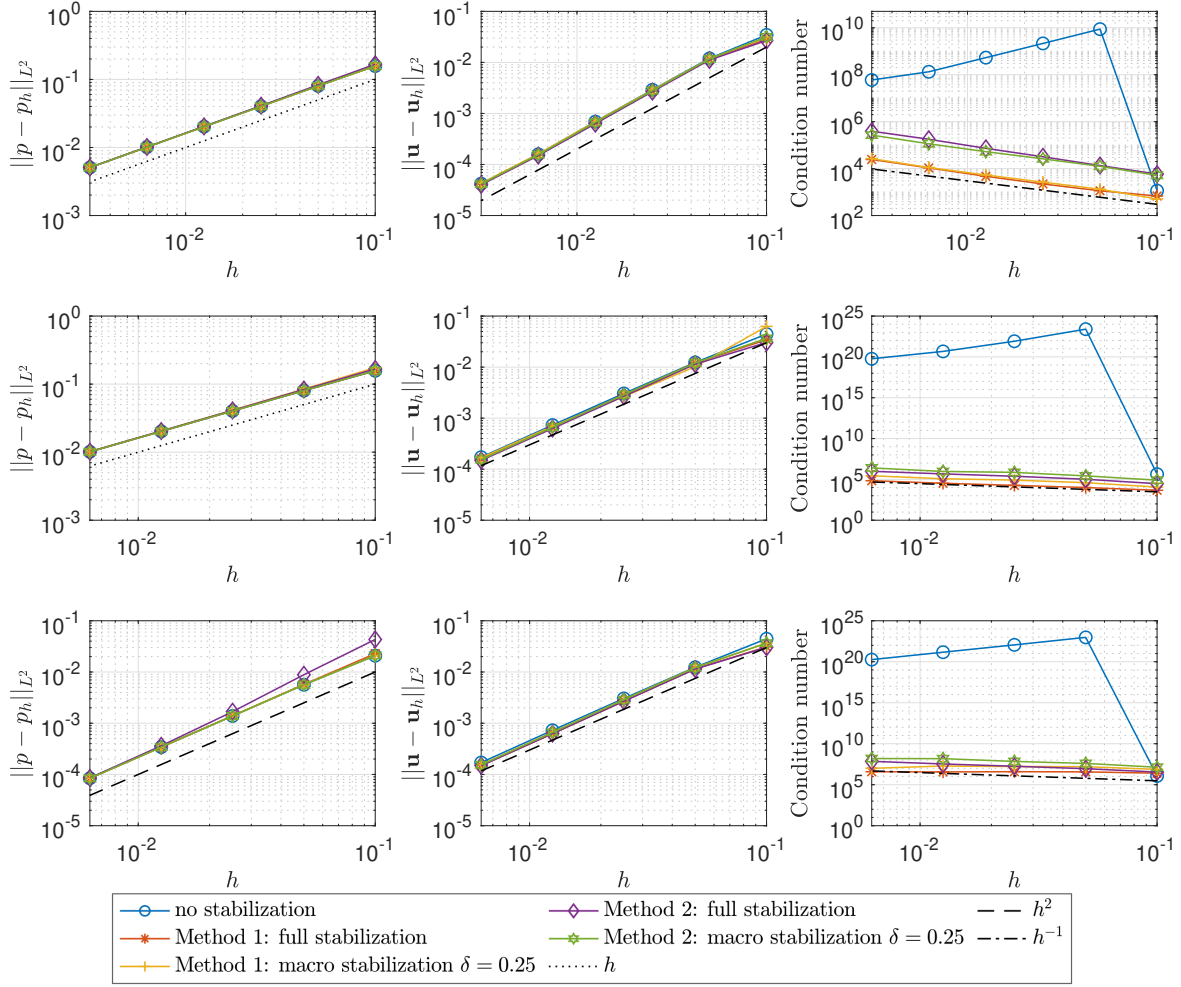 10^0
10^-1
10^-2
10^-3
||p − p_h||_{L^2}
10^-2
10^-1
h
10^-1
10^-2
10^-3
10^-4
10^-5
||u − u_h||_{L^2}
10^-2
10^-1
h
10^10
10^8
10^6
10^4
10^2
Condition number
10^-2
10^-1
h
10^0
10^-1
10^-2
10^-3
||p − p_h||_{L^2}
10^-2
10^-1
h
10^-1
10^-2
10^-3
10^-4
10^-5
||u − u_h||_{L^2}
10^-2
10^-1
h
10^25
10^20
10^15
10^10
10^5
10^0
Condition number
10^-2
10^-1
h
10^-1
10^-2
10^-3
10^-4
10^-5
||p − p_h||_{L^2}
10^-2
10^-1
h
10^-1
10^-2
10^-3
10^-4
10^-5
||u − u_h||_{L^2}
10^-2
10^-1
h
10^25
10^20
10^15
10^10
10^5
10^0
Condition number
10^-2
10^-1
h
no stabilization
Method 1: full stabilization
Method 1: macro stabilization δ = 0.25
Method 2: full stabilization
Method 2: macro stabilization δ = 0.25
h
h^2
h^-1